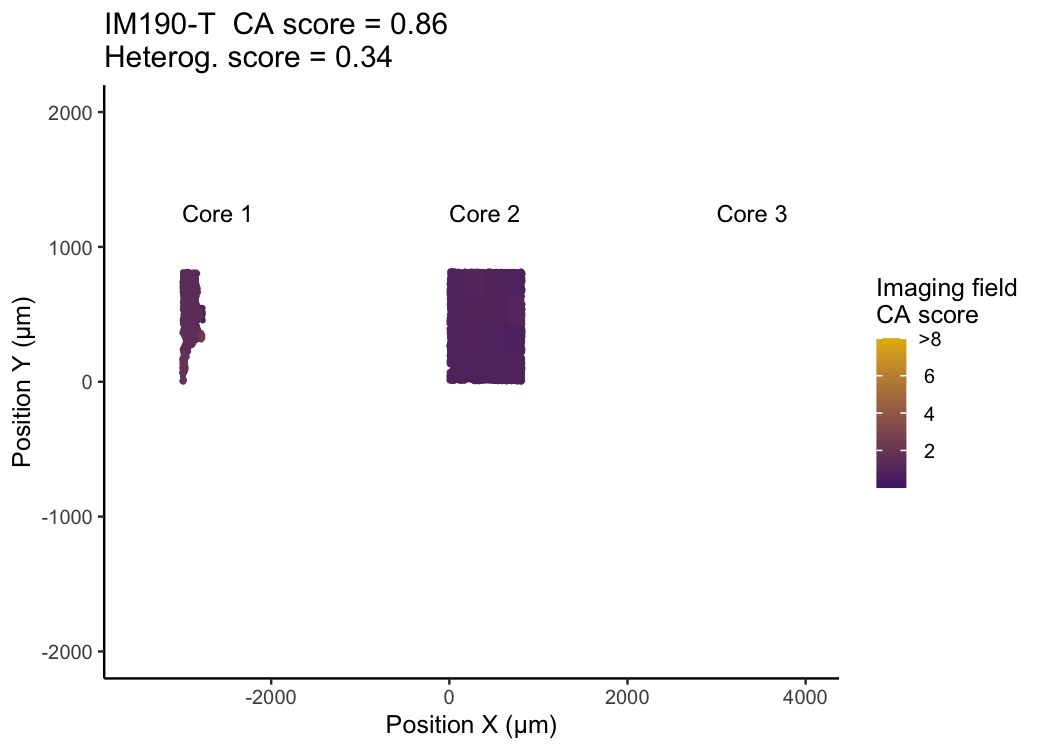 IM190-T  CA score = 0.86
Heterog. score = 0.34
2000
1000
0
-1000
-2000
Position Y (µm)
Core 1
Core 2
Core 3
-2000
0
2000
4000
Position X (µm)
Imaging field
CA score
>8
6
4
2